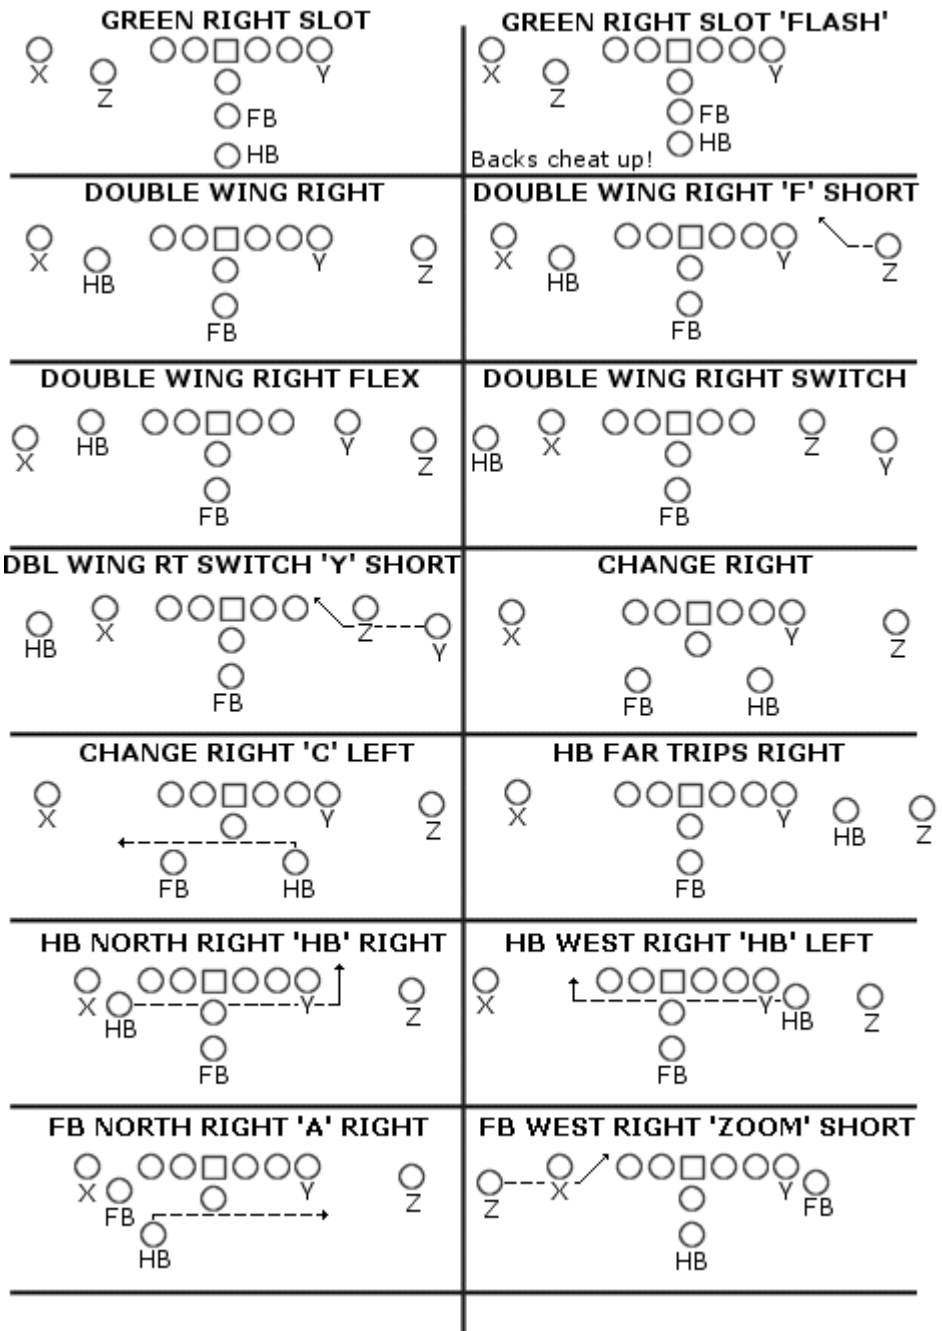 GREEN RIGHT SLOT
X
Z
Y
FB
HB
GREEN RIGHT SLOT 'FLASH'
X
Z
Y
FB
HB
Backs cheat up!
DOUBLE WING RIGHT
X
HB
Y
Z
FB
DOUBLE WING RIGHT 'F' SHORT
X
HB
Y
Z
FB
DOUBLE WING RIGHT FLEX
X
HB
Y
Z
FB
DOUBLE WING RIGHT SWITCH
HB
X
Z
Y
FB
DBL WING RT SWITCH 'Y' SHORT
HB
X
Z
Y
FB
CHANGE RIGHT
X
Y
Z
FB
HB
CHANGE RIGHT 'C' LEFT
X
Y
Z
FB
HB
HB FAR TRIPS RIGHT
X
Y
HB
Z
FB
HB NORTH RIGHT 'HB' RIGHT
X
HB
Y
Z
FB
HB WEST RIGHT 'HB' LEFT
X
Y
HB
Z
FB
FB NORTH RIGHT 'A' RIGHT
X
FB
Y
Z
HB
FB WEST RIGHT 'ZOOM' SHORT
Z
X
Y
FB
HB